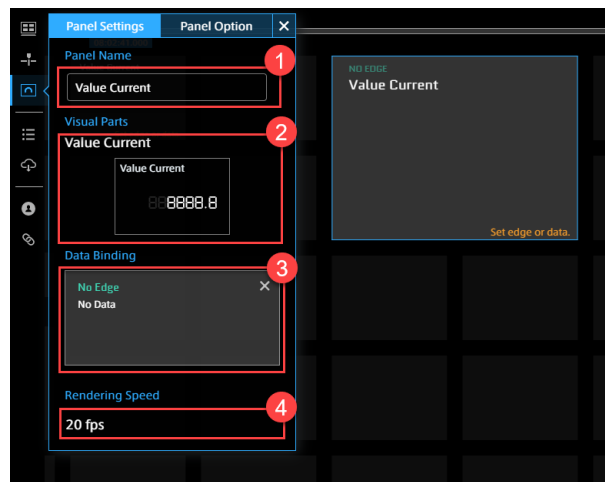 Panel Settings Panel Option
Panel Name
1
Value Current
Visual Parts
2
Value Current
Value Current
8888.8
Data Binding
3
No Edge
No Data
Rendering Speed
4
20 fps
NO EDGE
Value Current
Set edge or data.